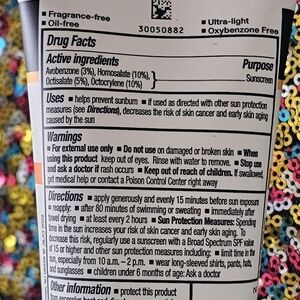 ▪ Fragrance-free
▪ Oil-free
▪ Ultra-light
▪ Oxybenzone Free
30050882
Drug Facts
Active ingredients Purpose
Avobenzone (3%), Homosalate (10%),
Octisalate (5%), Octocrylene (10%) Sunscreen
Uses ▪ helps prevent sunburn ▪ if used as directed with other sun protection
measures (see Directions), decreases the risk of skin cancer and early skin aging
caused by the sun
Warnings
▪ For external use only ▪ Do not use on damaged or broken skin ▪ When
using this product keep out of eyes. Rinse with water to remove. ▪ Stop use
and ask a doctor if rash occurs ▪ Keep out of reach of children. If swallowed,
get medical help or contact a Poison Control Center right away
Directions ▪ apply generously and evenly 15 minutes before sun exposure
▪ reapply: ▪ after 80 minutes of swimming or sweating ▪ immediately after
towel drying ▪ at least every 2 hours ▪ Sun Protection Measures: Spending
time in the sun increases your risk of skin cancer and early skin aging. To
decrease this risk, regularly use a sunscreen with a Broad Spectrum SPF value
of 15 or higher and other sun protection measures including: ▪ limit time in the
sun, especially from 10 a.m. – 2 p.m. ▪ wear long-sleeved shirts, pants, hats,
and sunglasses ▪ children under 6 months of age: Ask a doctor
Other information ▪ protect this product